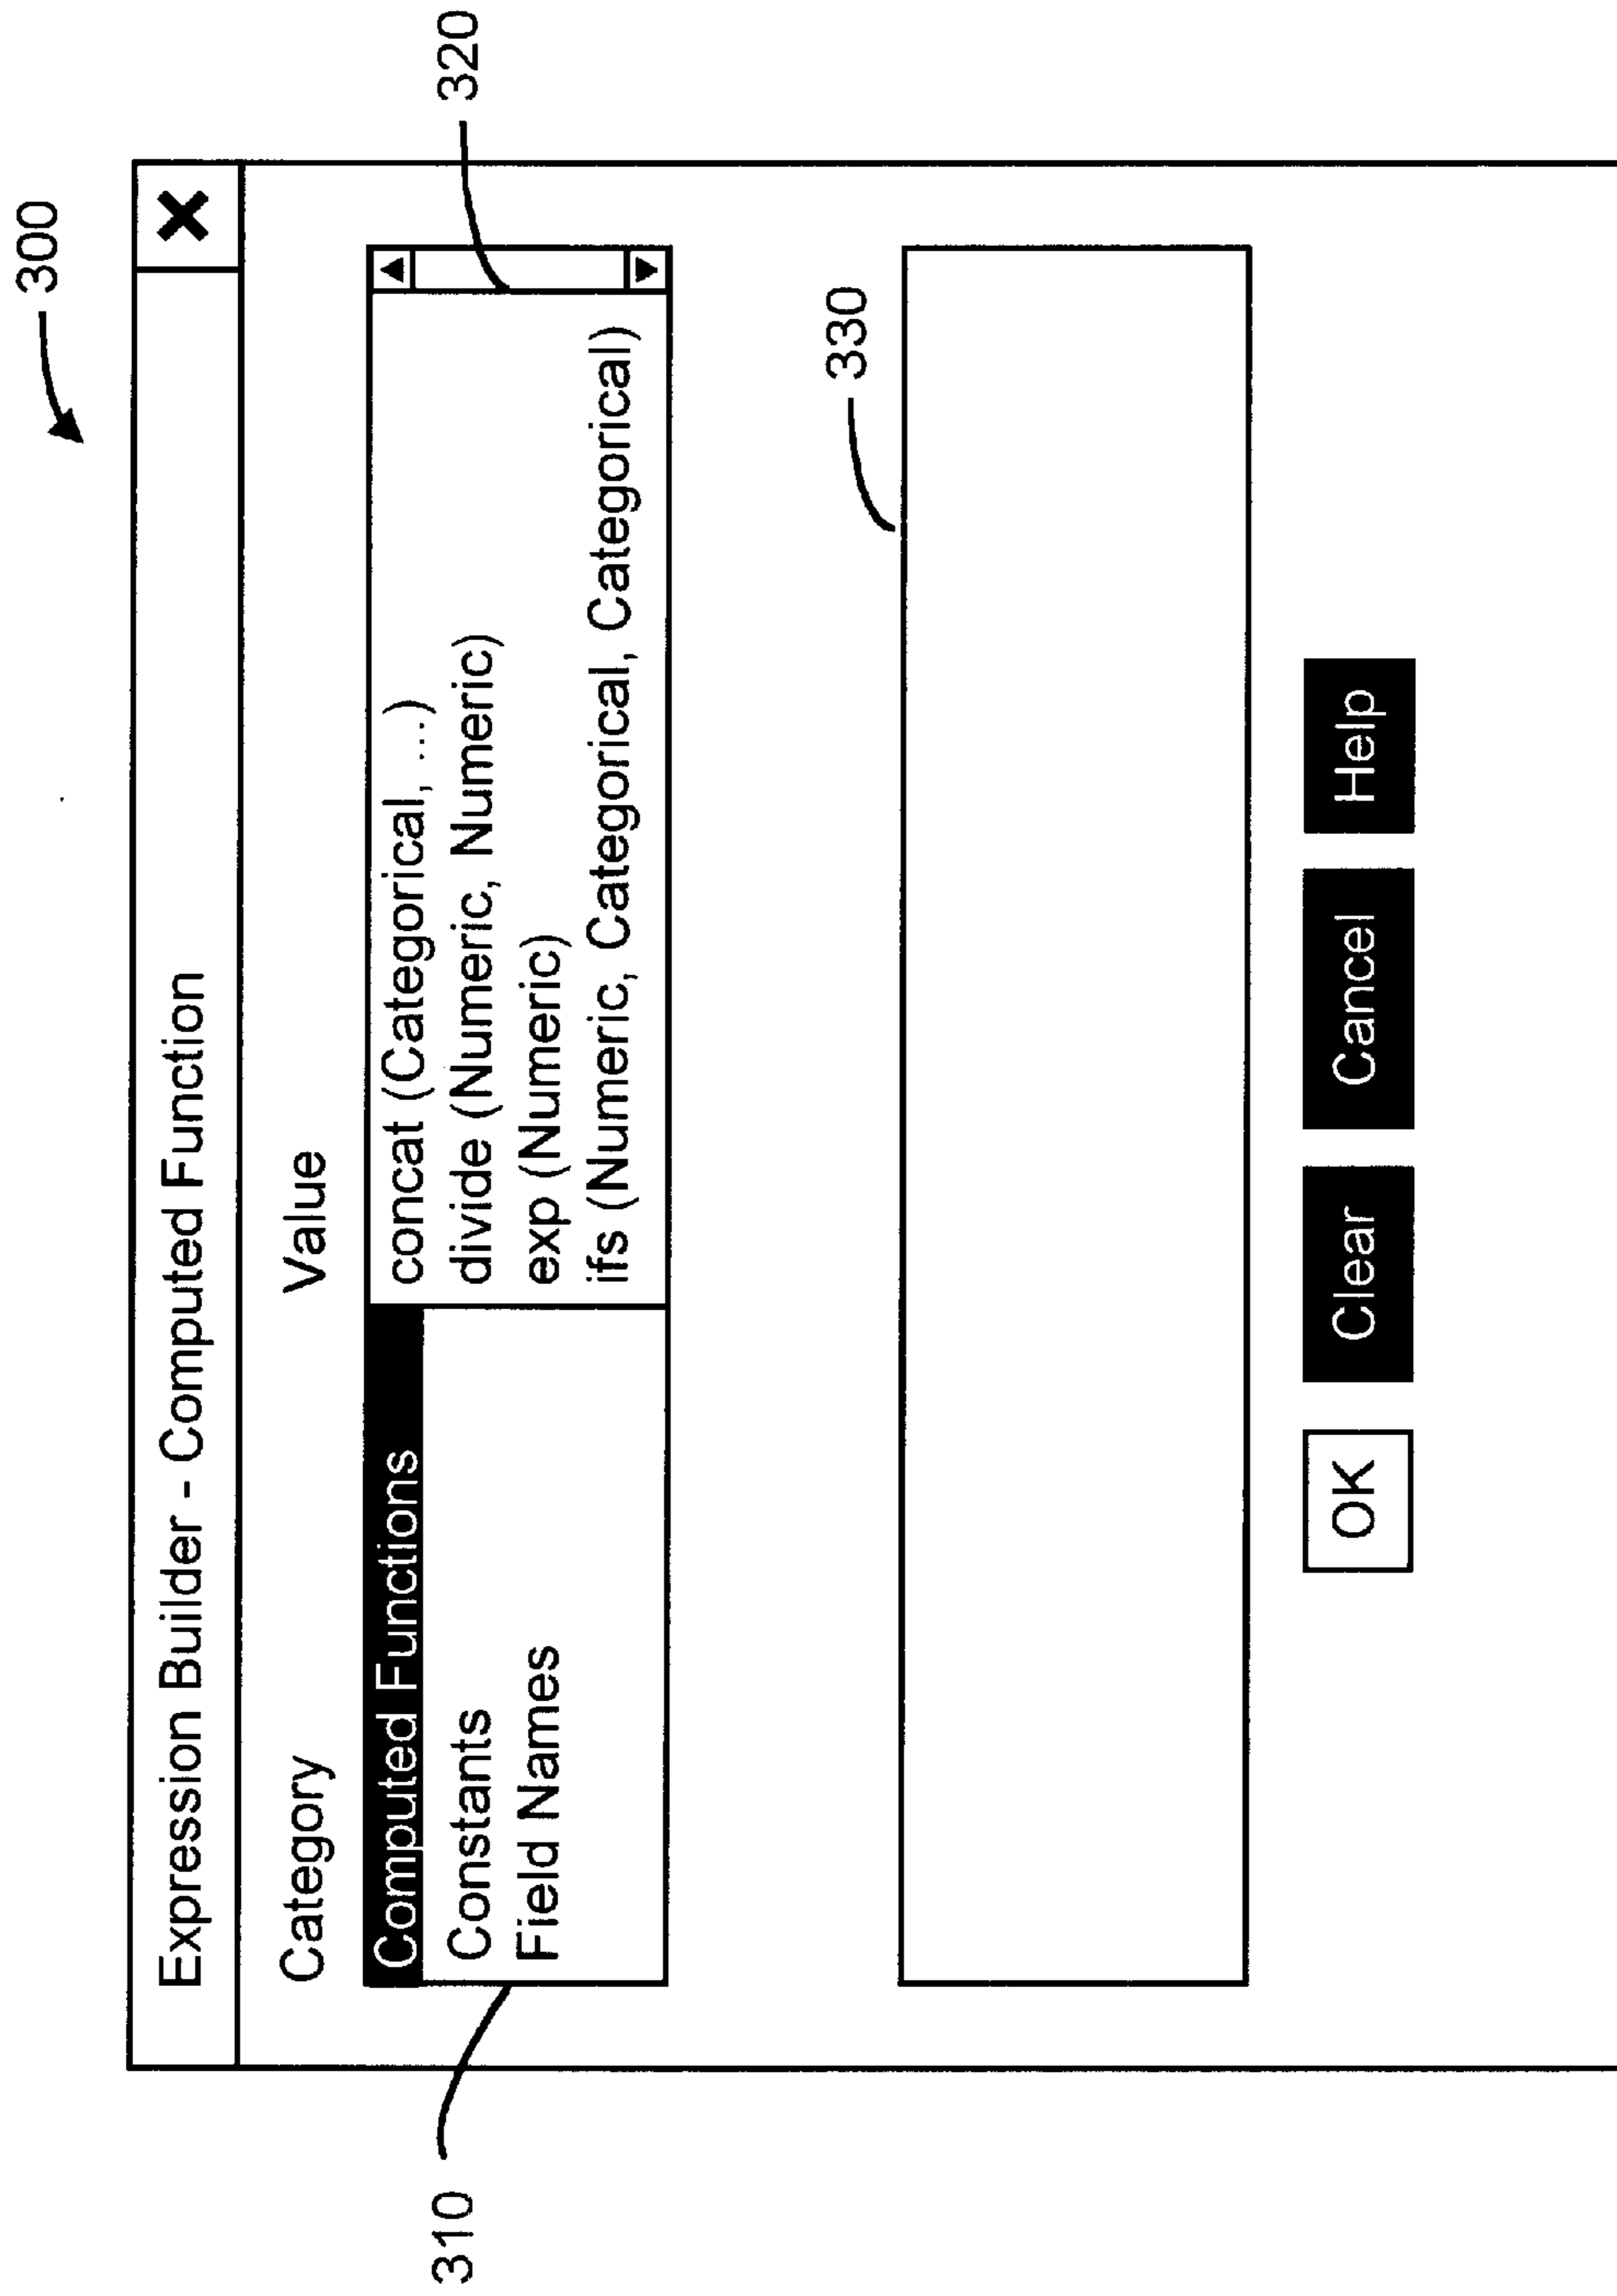 300
Expression Builder - Computed Function
Category
Value
320
310
Computed Functions
Constants
Field Names
concat (Categorical, ....)
divide (Numeric, Numeric)
exp (Numeric)
ifs (Numeric, Categorical, Categorical)
330
OK
Clear
Cancel
Help